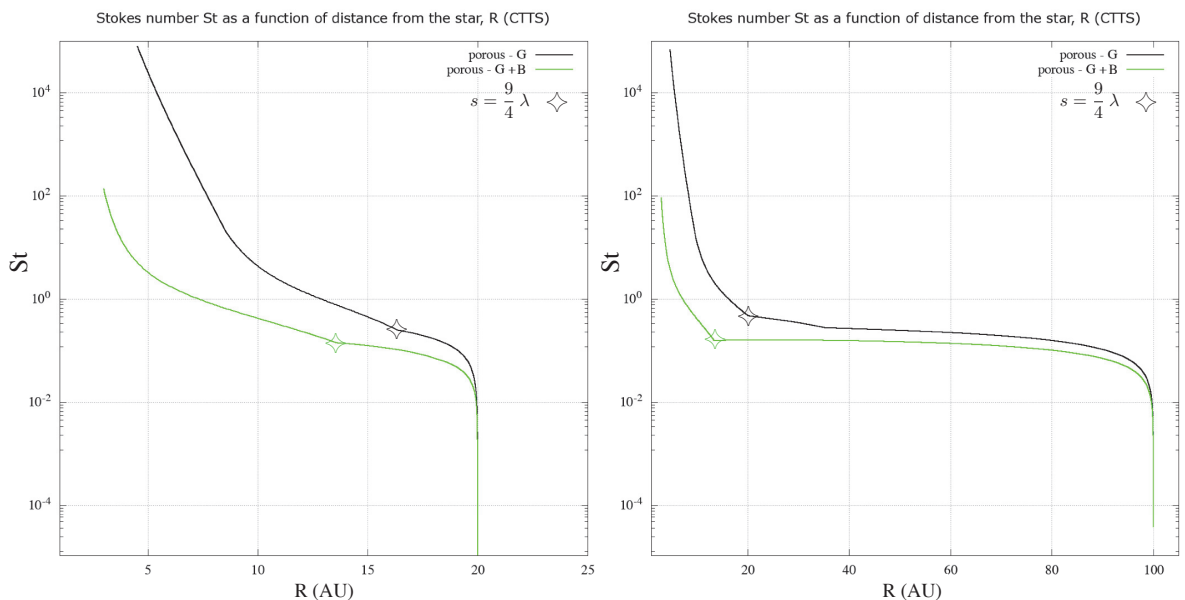 Stokes number St as a function of distance from the star, R (CTTS)
porous - G
porous - G + B
s = 9/4 λ
10^4
10^2
10^0
10^-2
10^-4
St
5 10 15 20 25
R (AU)
Stokes number St as a function of distance from the star, R (CTTS)
porous - G
porous - G + B
s = 9/4 λ
10^4
10^2
10^0
10^-2
10^-4
St
20 40 60 80 100
R (AU)